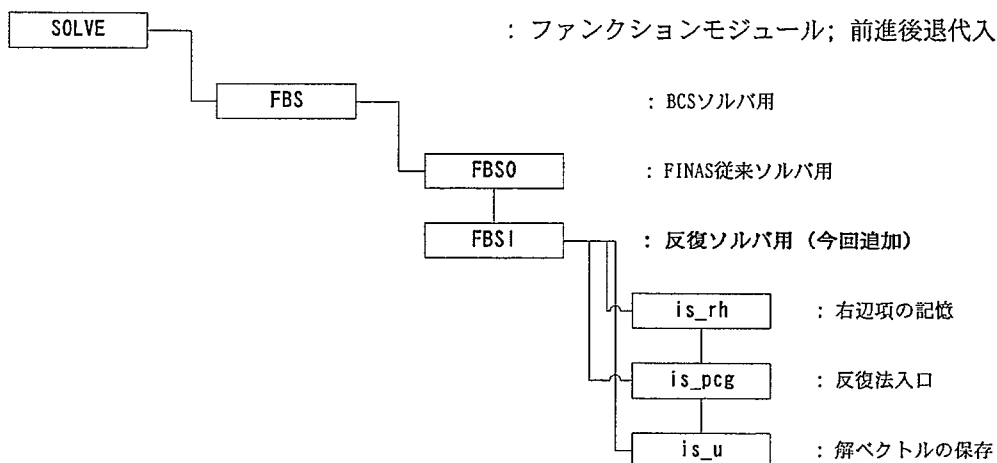 SOLVE : ファンクションモジュール; 前進後退代入
FBS : BCSソルバ用
FBSO : FINAS従来ソルバ用
FBSI : 反復ソルバ用（今回追加）
is_rh : 右辺項の記憶
is_pcg : 反復法入口
is_u : 解ベクトルの保存